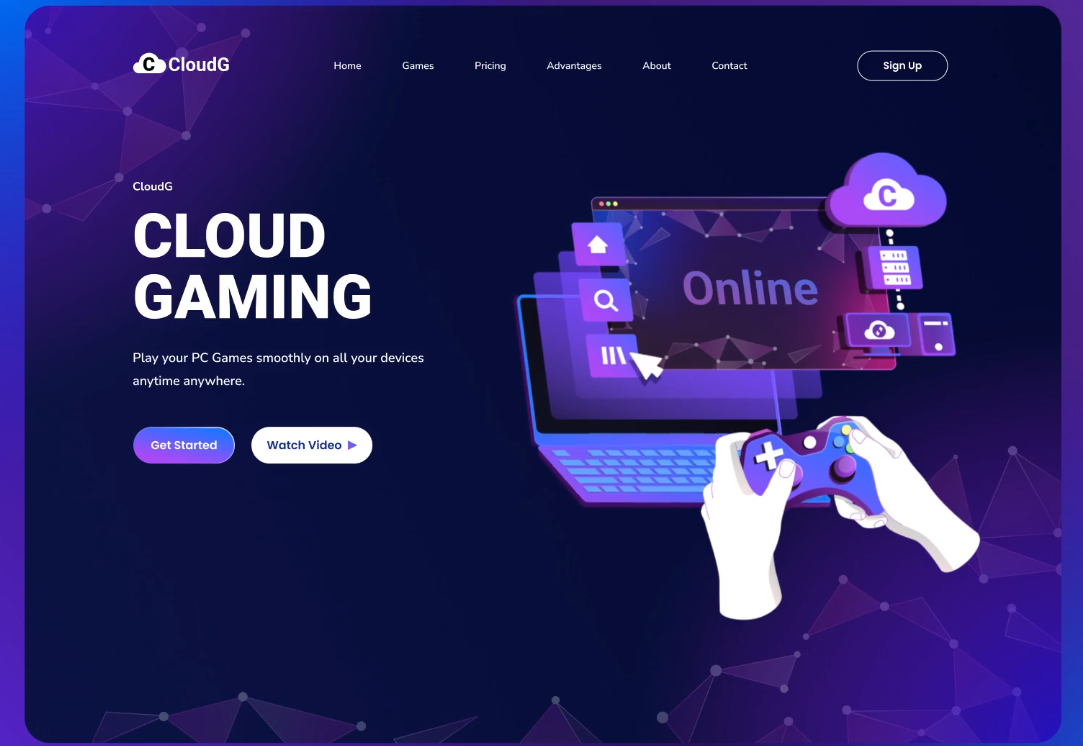 C CloudG
Home Games Pricing Advantages About Contact
Sign Up
CloudG
CLOUD
GAMING
Play your PC Games smoothly on all your devices
anytime anywhere.
Get Started
Watch Video
C
Online